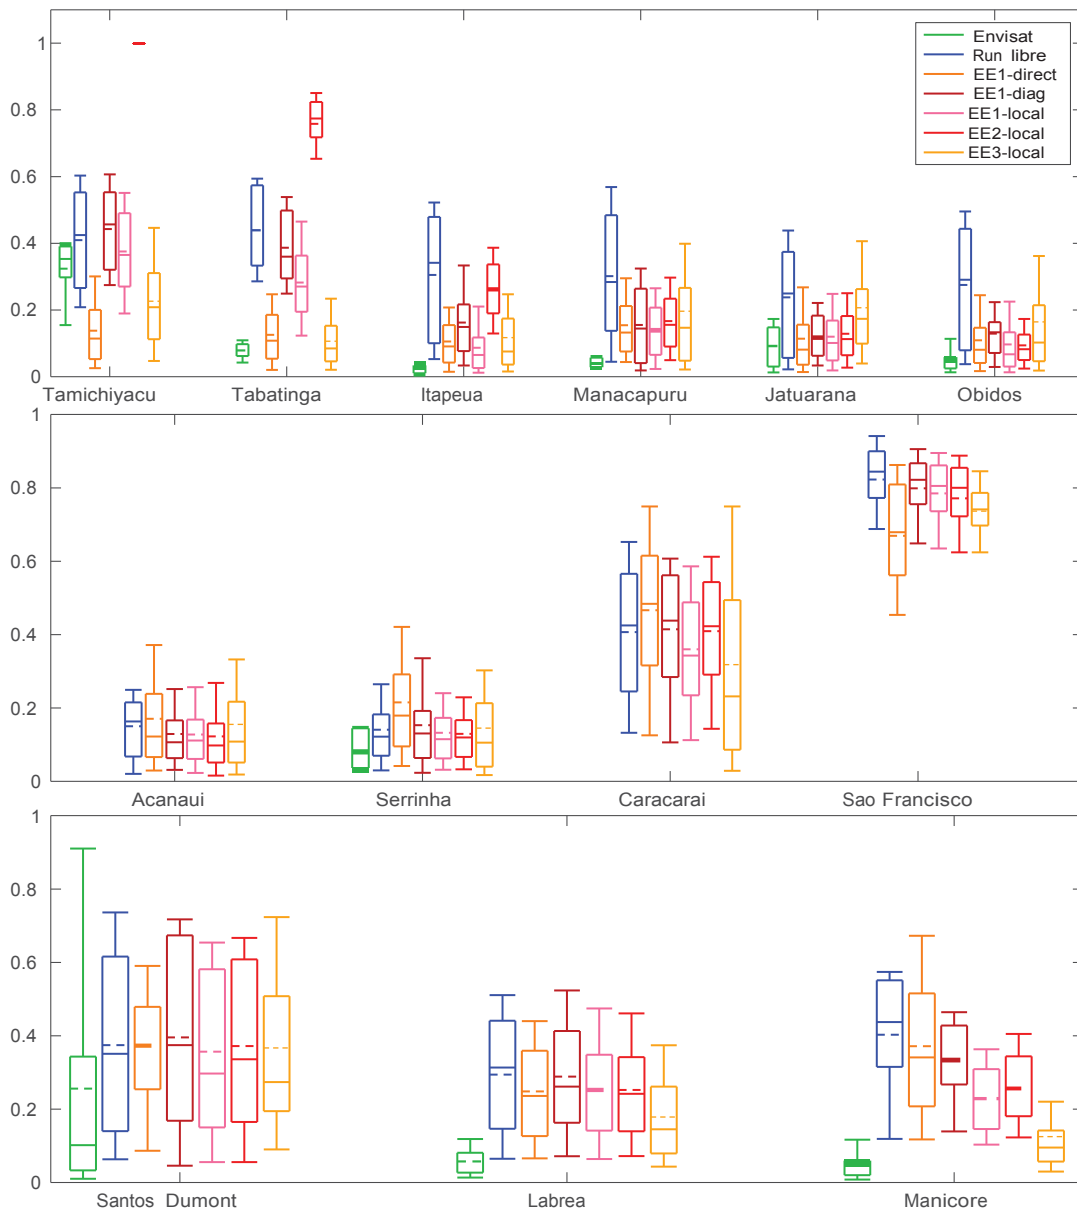 1
0.8
0.6
0.4
0.2
0
Envisat
Run libre
EE1-direct
EE1-diag
EE1-local
EE2-local
EE3-local
Tamichiyacu Tabatinga Itapeua Manacapuru Jatuarana Obidos
1
0.8
0.6
0.4
0.2
0
Acanaui Serrinha Caracarai Sao Francisco
1
0.8
0.6
0.4
0.2
0
Santos Dumont Labrea Manicore